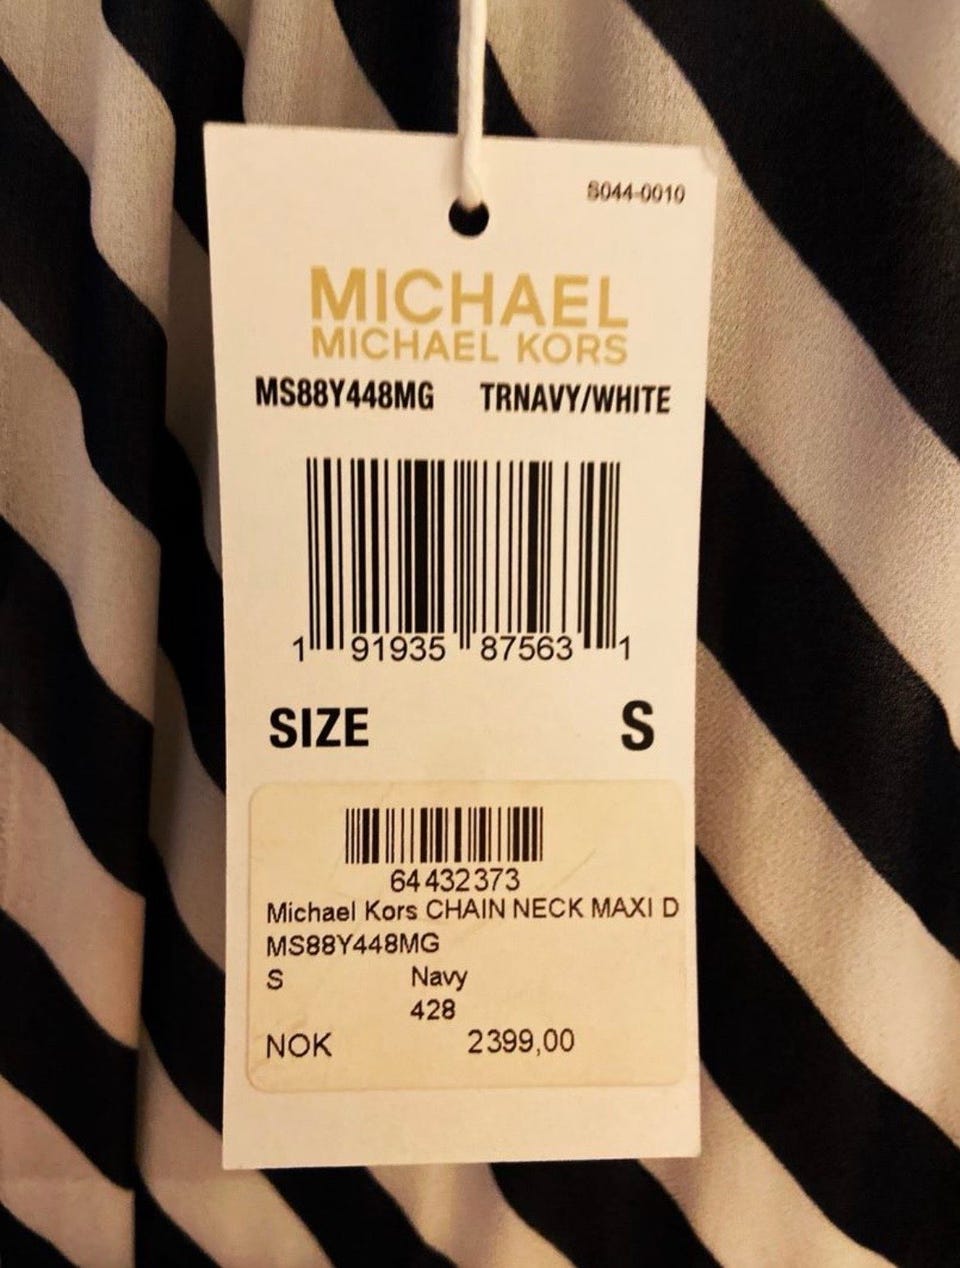 S044-0010
MICHAEL
MICHAEL KORS
MS88Y448MG TRNAVY/WHITE
1 91935 87563 1
SIZE S
64432373
Michael Kors CHAIN NECK MAXI D
MS88Y448MG
S Navy
428
NOK 2399,00